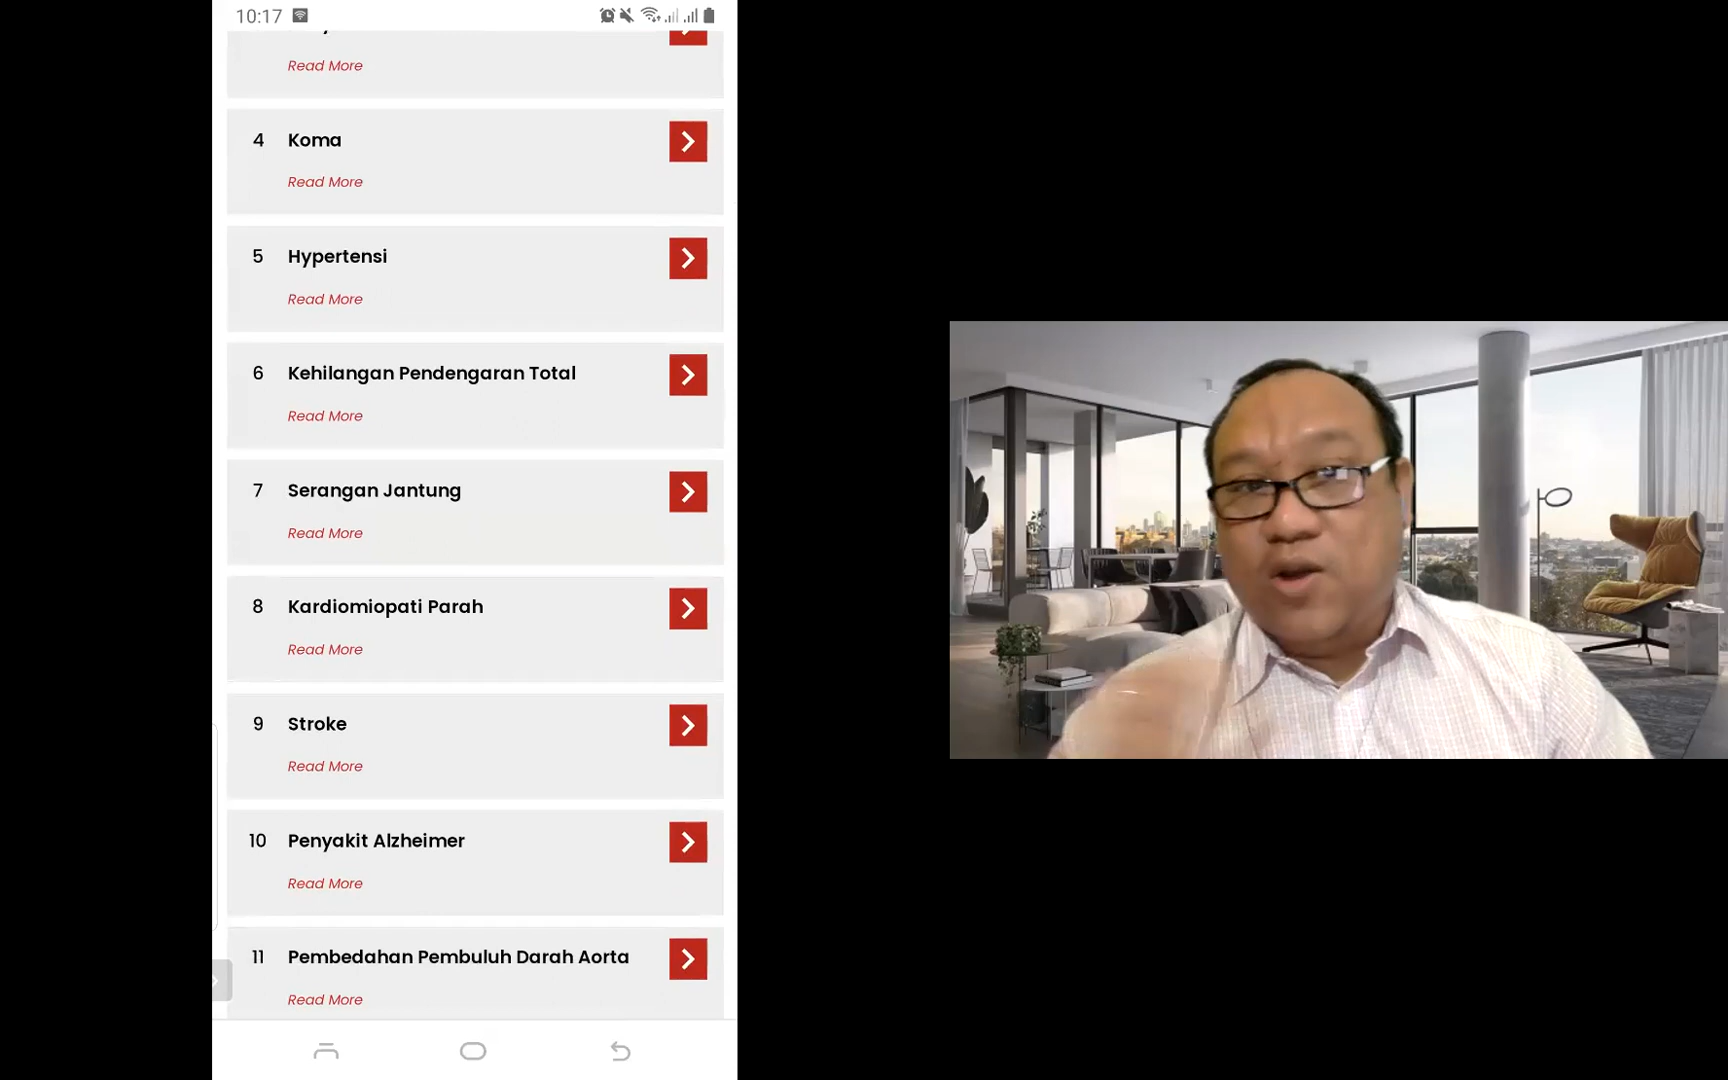 10:17
Read More
4 Koma
Read More
5 Hypertensi
Read More
6 Kehilangan Pendengaran Total
Read More
7 Serangan Jantung
Read More
8 Kardiomiopati Parah
Read More
9 Stroke
Read More
10 Penyakit Alzheimer
Read More
11 Pembedahan Pembuluh Darah Aorta
Read More